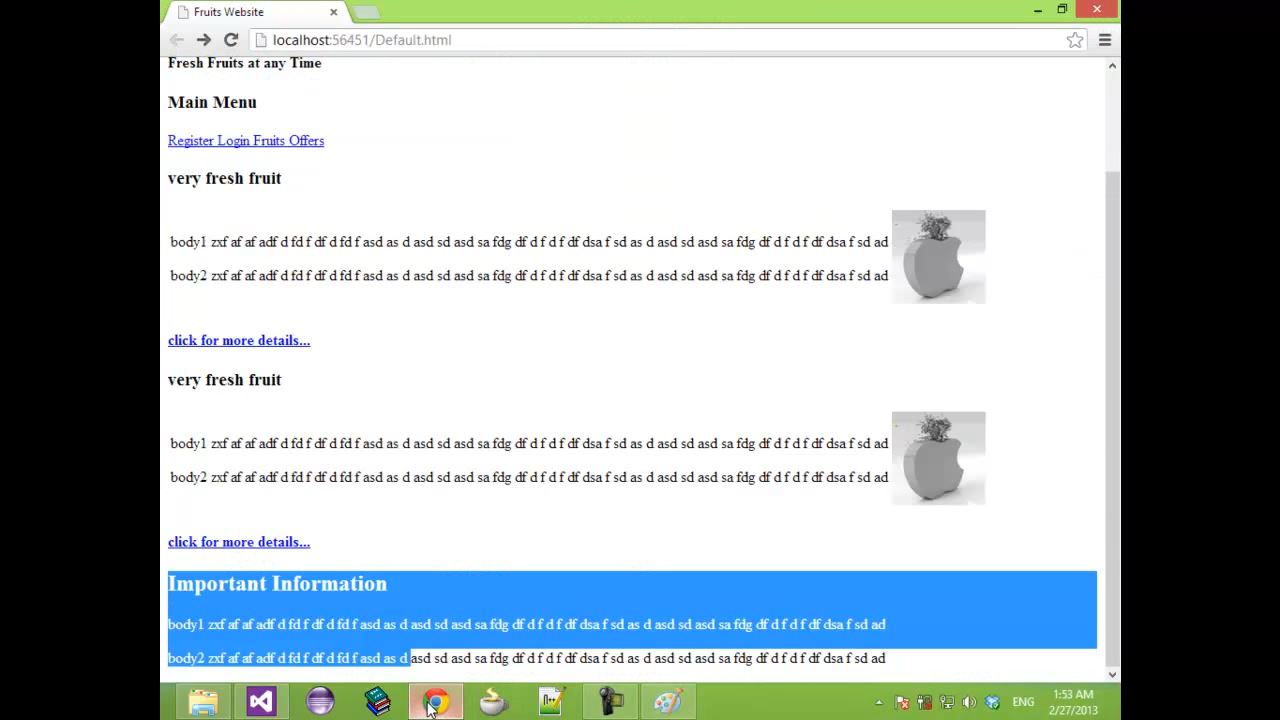 Fruits Website
localhost:56451/Default.html
Fresh Fruits at any Time
Main Menu
Register Login Fruits Offers
very fresh fruit
body1 zxf af af adf d fd f df d fd f asd as d asd sd asd sa fdg df d f d f df dsa f sd as d asd sd asd sa fdg df d f d f df dsa f sd ad
body2 zxf af af adf d fd f df d fd f asd as d asd sd asd sa fdg df d f d f df dsa f sd as d asd sd asd sa fdg df d f d f df dsa f sd ad
click for more details...
very fresh fruit
body1 zxf af af adf d fd f df d fd f asd as d asd sd asd sa fdg df d f d f df dsa f sd as d asd sd asd sa fdg df d f d f df dsa f sd ad
body2 zxf af af adf d fd f df d fd f asd as d asd sd asd sa fdg df d f d f df dsa f sd as d asd sd asd sa fdg df d f d f df dsa f sd ad
click for more details...
Important Information
body1 zxf af af adf d fd f df d fd f asd as d asd sd asd sa fdg df d f d f df dsa f sd as d asd sd asd sa fdg df d f d f df dsa f sd ad
body2 zxf af af adf d fd f df d fd f asd as d asd sd asd sa fdg df d f d f df dsa f sd as d asd sd asd sa fdg df d f d f df dsa f sd ad
ENG
1:53 AM
2/27/2013